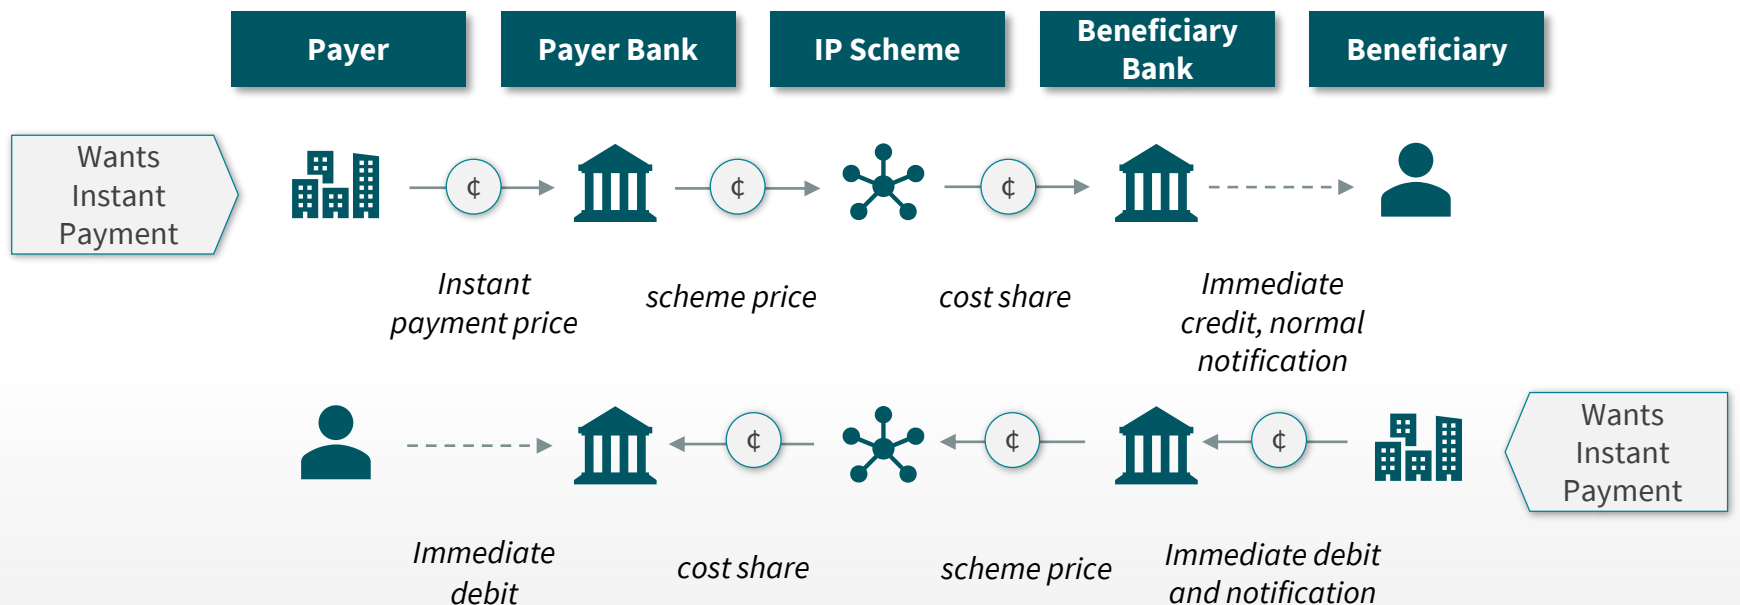 Payer
Payer Bank
IP Scheme
Beneficiary
Bank
Beneficiary
Wants
Instant
Payment
¢
¢
¢
Instant
payment price
scheme price
cost share
Immediate
credit, normal
notification
¢
¢
¢
Wants
Instant
Payment
Immediate
debit
cost share
scheme price
Immediate debit
and notification